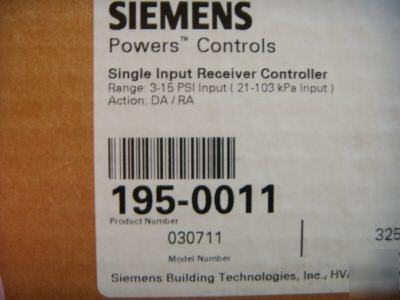 SIEMENS
Powers™ Controls
Single Input Receiver Controller
Range: 3-15 PSI Input ( 21-103 kPa Input )
Action: DA / RA
195-0011
Product Number
030711
325
Model Number
Siemens Building Technologies, Inc., HVA